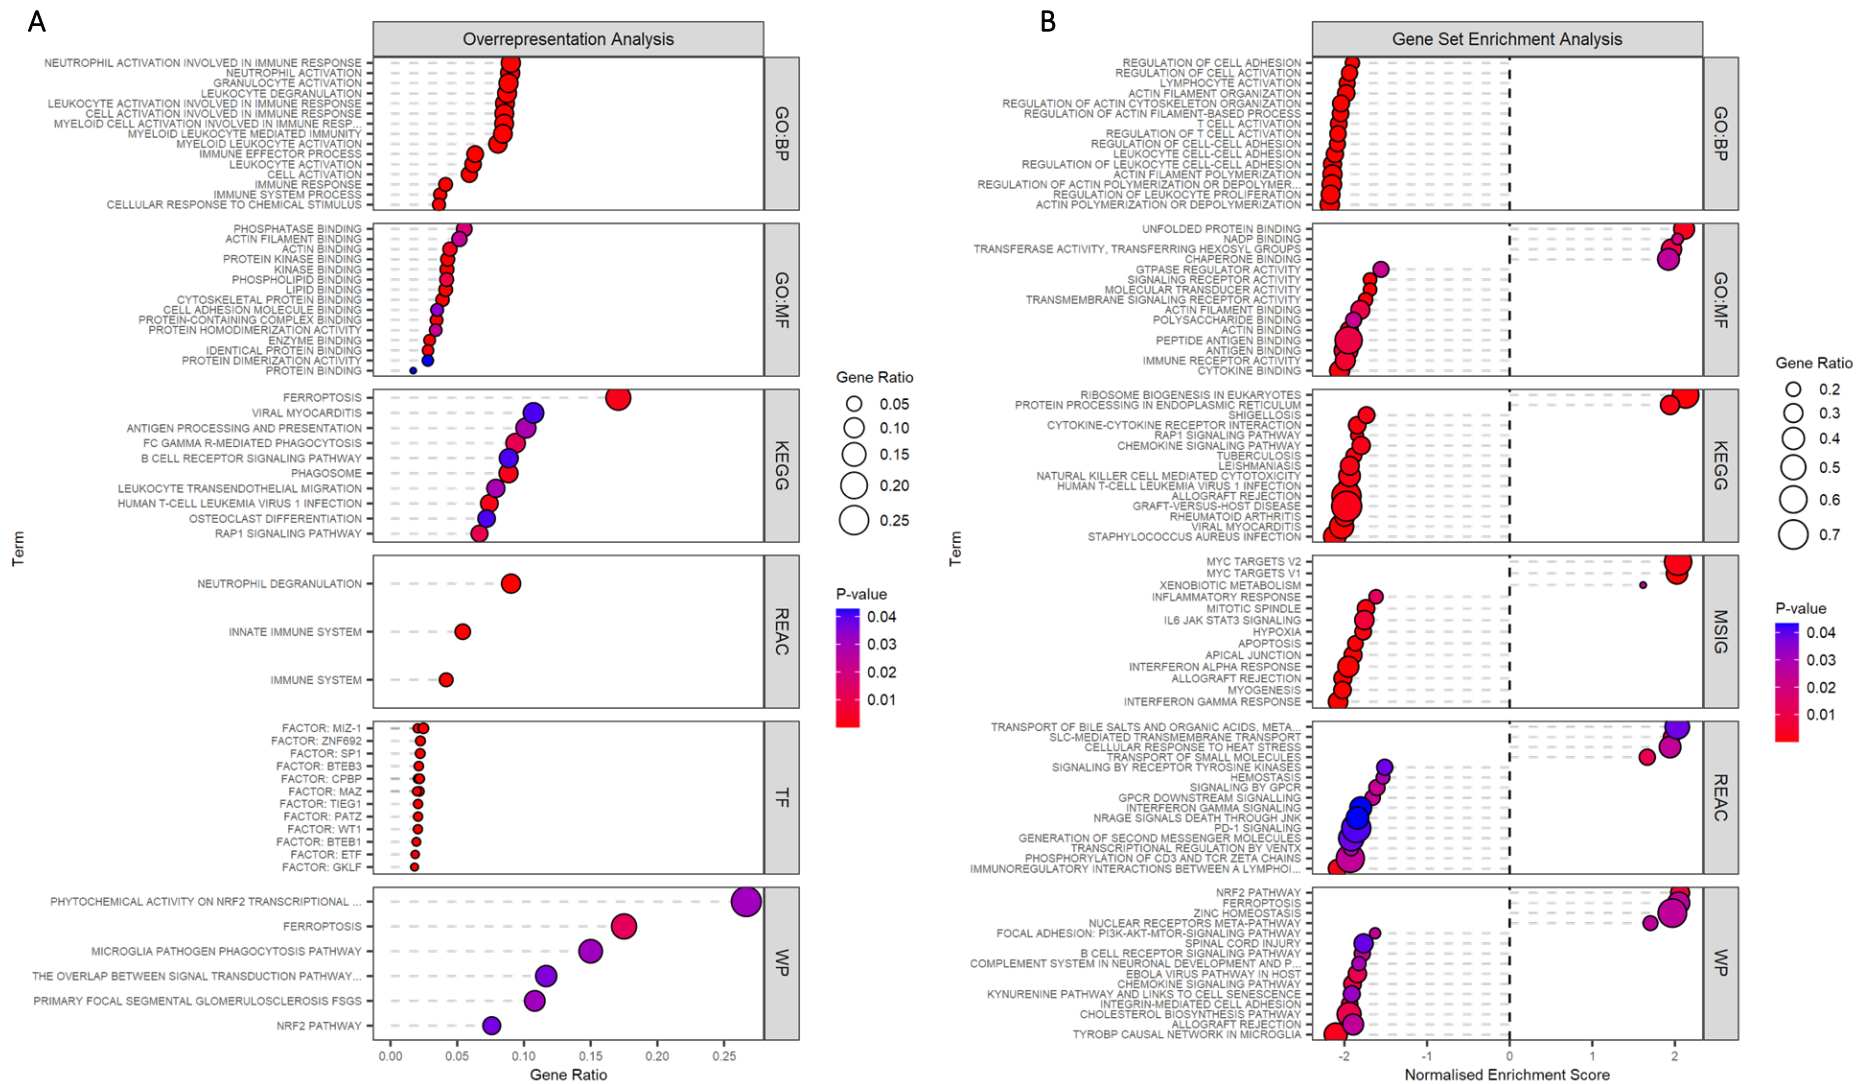 A
Overrepresentation Analysis
NEUTROPHIL ACTIVATION INVOLVED IN IMMUNE RESPONSE
NEUTROPHIL ACTIVATION
GRANULOCYTE ACTIVATION
LEUKOCYTE DEGRANULATION
LEUKOCYTE ACTIVATION INVOLVED IN IMMUNE RESPONSE
CELL ACTIVATION INVOLVED IN IMMUNE RESPONSE
MYELOID CELL ACTIVATION INVOLVED IN IMMUNE RESP...
MYELOID LEUKOCYTE MEDIATED IMMUNITY
MYELOID LEUKOCYTE ACTIVATION
IMMUNE EFFECTOR PROCESS
LEUKOCYTE ACTIVATION
CELL ACTIVATION
IMMUNE RESPONSE
IMMUNE SYSTEM PROCESS
CELLULAR RESPONSE TO CHEMICAL STIMULUS
GO:BP
PHOSPHATASE BINDING
ACTIN FILAMENT BINDING
ACTIN BINDING
PROTEIN KINASE BINDING
KINASE BINDING
PHOSPHOLIPID BINDING
LIPID BINDING
CYTOSKELETAL PROTEIN BINDING
CELL ADHESION MOLECULE BINDING
PROTEIN-CONTAINING COMPLEX BINDING
PROTEIN HOMODIMERIZATION ACTIVITY
ENZYME BINDING
IDENTICAL PROTEIN BINDING
PROTEIN DIMERIZATION ACTIVITY
PROTEIN BINDING
GO:MF
FERROPTOSIS
VIRAL MYOCARDITIS
ANTIGEN PROCESSING AND PRESENTATION
FC GAMMA R-MEDIATED PHAGOCYTOSIS
B CELL RECEPTOR SIGNALING PATHWAY
PHAGOSOME
LEUKOCYTE TRANSENDOTHELIAL MIGRATION
HUMAN T-CELL LEUKEMIA VIRUS 1 INFECTION
OSTEOCLAST DIFFERENTIATION
RAP1 SIGNALING PATHWAY
KEGG
NEUTROPHIL DEGRANULATION
INNATE IMMUNE SYSTEM
IMMUNE SYSTEM
REAC
FACTOR: MIZ-1
FACTOR: ZNF692
FACTOR: SP1
FACTOR: BTEB3
FACTOR: CPBP
FACTOR: MAZ
FACTOR: TIEG1
FACTOR: PATZ
FACTOR: WT1
FACTOR: BTEB1
FACTOR: ETF
FACTOR: GKLF
TF
PHYTOCHEMICAL ACTIVITY ON NRF2 TRANSCRIPTIONAL ...
FERROPTOSIS
MICROGLIA PATHOGEN PHAGOCYTOSIS PATHWAY
THE OVERLAP BETWEEN SIGNAL TRANSDUCTION PATHWAY...
PRIMARY FOCAL SEGMENTAL GLOMERULOSCLEROSIS FSGS
NRF2 PATHWAY
WP
0.00 0.05 0.10 0.15 0.20 0.25
Gene Ratio
Term
Gene Ratio
0.05
0.10
0.15
0.20
0.25
P-value
0.04
0.03
0.02
0.01
B
Gene Set Enrichment Analysis
REGULATION OF CELL ADHESION
REGULATION OF CELL ACTIVATION
LYMPHOCYTE ACTIVATION
ACTIN FILAMENT ORGANIZATION
REGULATION OF ACTIN CYTOSKELETON ORGANIZATION
REGULATION OF ACTIN FILAMENT-BASED PROCESS
T CELL ACTIVATION
REGULATION OF T CELL ACTIVATION
REGULATION OF CELL-CELL ADHESION
LEUKOCYTE CELL-CELL ADHESION
REGULATION OF LEUKOCYTE CELL-CELL ADHESION
ACTIN FILAMENT POLYMERIZATION
REGULATION OF ACTIN POLYMERIZATION OR DEPOLYMER...
REGULATION OF LEUKOCYTE PROLIFERATION
ACTIN POLYMERIZATION OR DEPOLYMERIZATION
GO:BP
UNFOLDED PROTEIN BINDING
NADP BINDING
TRANSFERASE ACTIVITY, TRANSFERRING HEXOSYL GROUPS
CHAPERONE BINDING
GTPASE REGULATOR ACTIVITY
SIGNALING RECEPTOR ACTIVITY
MOLECULAR TRANSDUCER ACTIVITY
TRANSMEMBRANE SIGNALING RECEPTOR ACTIVITY
ACTIN FILAMENT BINDING
POLYSACCHARIDE BINDING
ACTIN BINDING
PEPTIDE ANTIGEN BINDING
ANTIGEN BINDING
IMMUNE RECEPTOR ACTIVITY
CYTOKINE BINDING
GO:MF
RIBOSOME BIOGENESIS IN EUKARYOTES
PROTEIN PROCESSING IN ENDOPLASMIC RETICULUM
SHIGELLOSIS
CYTOKINE-CYTOKINE RECEPTOR INTERACTION
RAP1 SIGNALING PATHWAY
CHEMOKINE SIGNALING PATHWAY
TUBERCULOSIS
LEISHMANIASIS
NATURAL KILLER CELL MEDIATED CYTOTOXICITY
HUMAN T-CELL LEUKEMIA VIRUS 1 INFECTION
ALLOGRAFT REJECTION
GRAFT-VERSUS-HOST DISEASE
RHEUMATOID ARTHRITIS
VIRAL MYOCARDITIS
STAPHYLOCOCCUS AUREUS INFECTION
KEGG
MYC TARGETS V2
MYC TARGETS V1
XENOBIOTIC METABOLISM
INFLAMMATORY RESPONSE
MITOTIC SPINDLE
IL6 JAK STAT3 SIGNALING
HYPOXIA
APOPTOSIS
APICAL JUNCTION
INTERFERON ALPHA RESPONSE
ALLOGRAFT REJECTION
MYOGENESIS
INTERFERON GAMMA RESPONSE
MSIG
TRANSPORT OF BILE SALTS AND ORGANIC ACIDS, META...
SLC-MEDIATED TRANSMEMBRANE TRANSPORT
CELLULAR RESPONSE TO HEAT STRESS
TRANSPORT OF SMALL MOLECULES
SIGNALING BY RECEPTOR TYROSINE KINASES
HEMOSTASIS
SIGNALING BY GPCR
GPCR DOWNSTREAM SIGNALLING
INTERFERON GAMMA SIGNALING
NRAGE SIGNALS DEATH THROUGH JNK
PD-1 SIGNALING
GENERATION OF SECOND MESSENGER MOLECULES
TRANSCRIPTIONAL REGULATION BY VENTX
PHOSPHORYLATION OF CD3 AND TCR ZETA CHAINS
IMMUNOREGULATORY INTERACTIONS BETWEEN A LYMPHOI...
REAC
NRF2 PATHWAY
FERROPTOSIS
ZINC HOMEOSTASIS
NUCLEAR RECEPTORS META-PATHWAY
FOCAL ADHESION: PI3K-AKT-MTOR-SIGNALING PATHWAY
SPINAL CORD INJURY
B CELL RECEPTOR SIGNALING PATHWAY
COMPLEMENT SYSTEM IN NEURONAL DEVELOPMENT AND P...
EBOLA VIRUS PATHWAY IN HOST
CHEMOKINE SIGNALING PATHWAY
KYNURENINE PATHWAY AND LINKS TO CELL SENESCENCE
INTEGRIN-MEDIATED CELL ADHESION
CHOLESTEROL BIOSYNTHESIS PATHWAY
ALLOGRAFT REJECTION
TYROBP CAUSAL NETWORK IN MICROGLIA
WP
-2 -1 0 1 2
Normalised Enrichment Score
Term
Gene Ratio
0.2
0.3
0.4
0.5
0.6
0.7
P-value
0.04
0.03
0.02
0.01